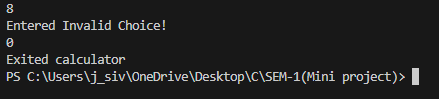 8
Entered Invalid Choice!
0
Exited calculator
PS C:\Users\j_siv\OneDrive\Desktop\C\SEM-1(Mini project)>